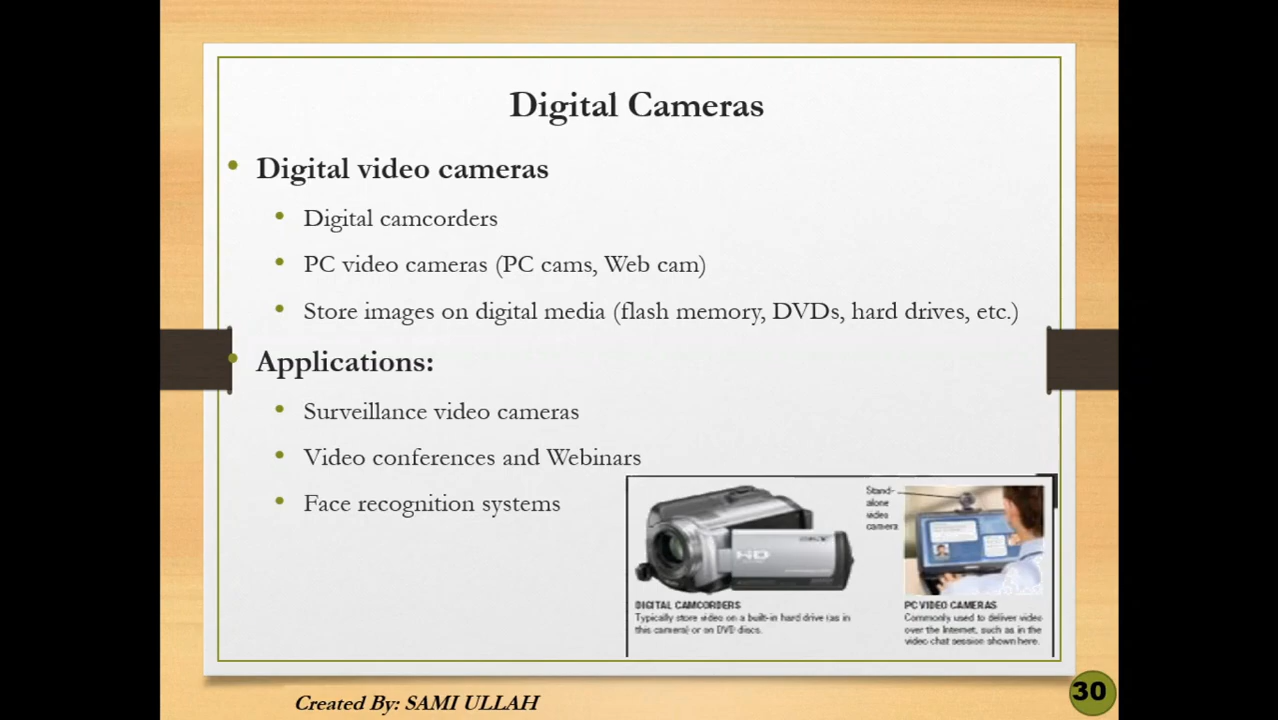 Digital Cameras
• Digital video cameras
• Digital camcorders
• PC video cameras (PC cams, Web cam)
• Store images on digital media (flash memory, DVDs, hard drives, etc.)
• Applications:
• Surveillance video cameras
• Video conferences and Webinars
• Face recognition systems
HD
DIGITAL CAMCORDERS
Typically store video on a built-in hard drive (as in
this camera) or on DVD discs.
Stand-
alone
video
camera
PC VIDEO CAMERAS
Commonly used to deliver video
over the Internet, such as in the
video chat session shown here.
Created By: SAMI ULLAH
30